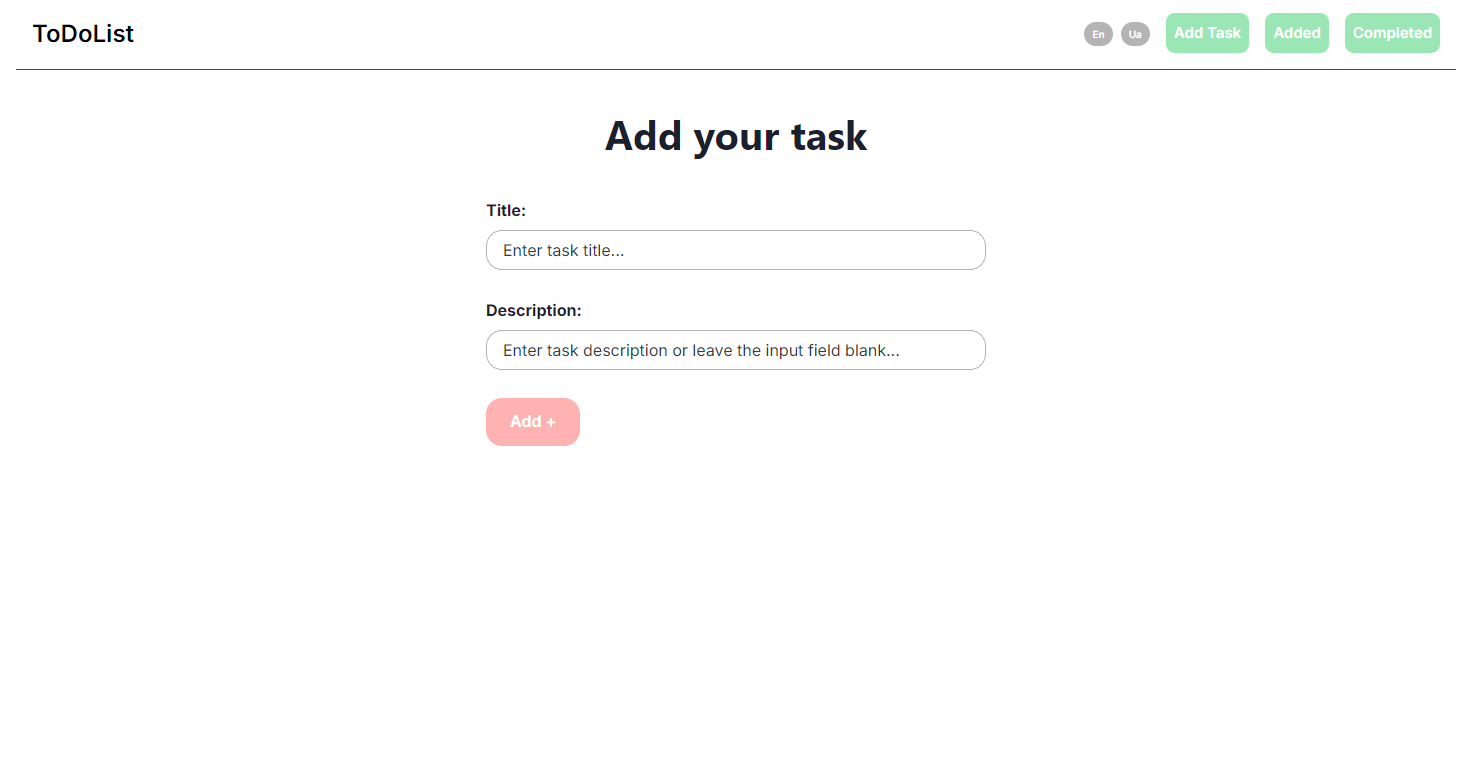 ToDoList
En
Ua
Add Task
Added
Completed
Add your task
Title:
Enter task title...
Description:
Enter task description or leave the input field blank...
Add +